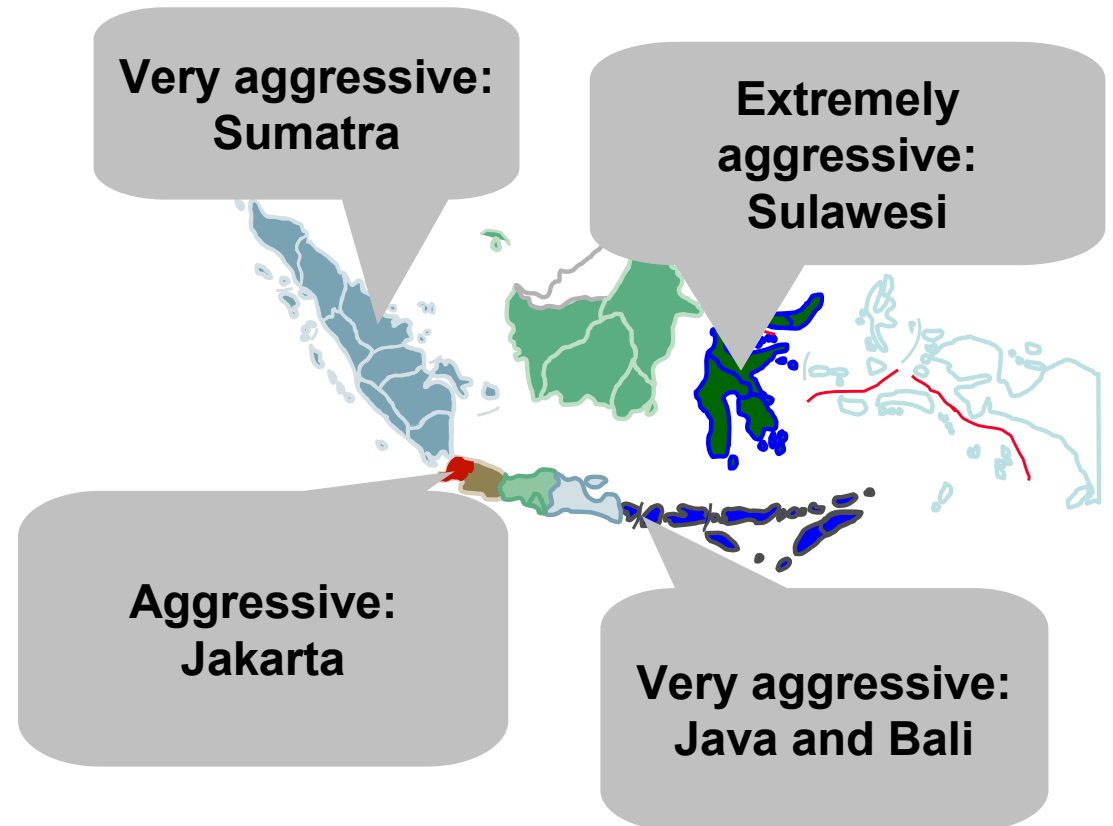 Very aggressive:
Sumatra
Extremely
aggressive:
Sulawesi
Aggressive:
Jakarta
Very aggressive:
Java and Bali